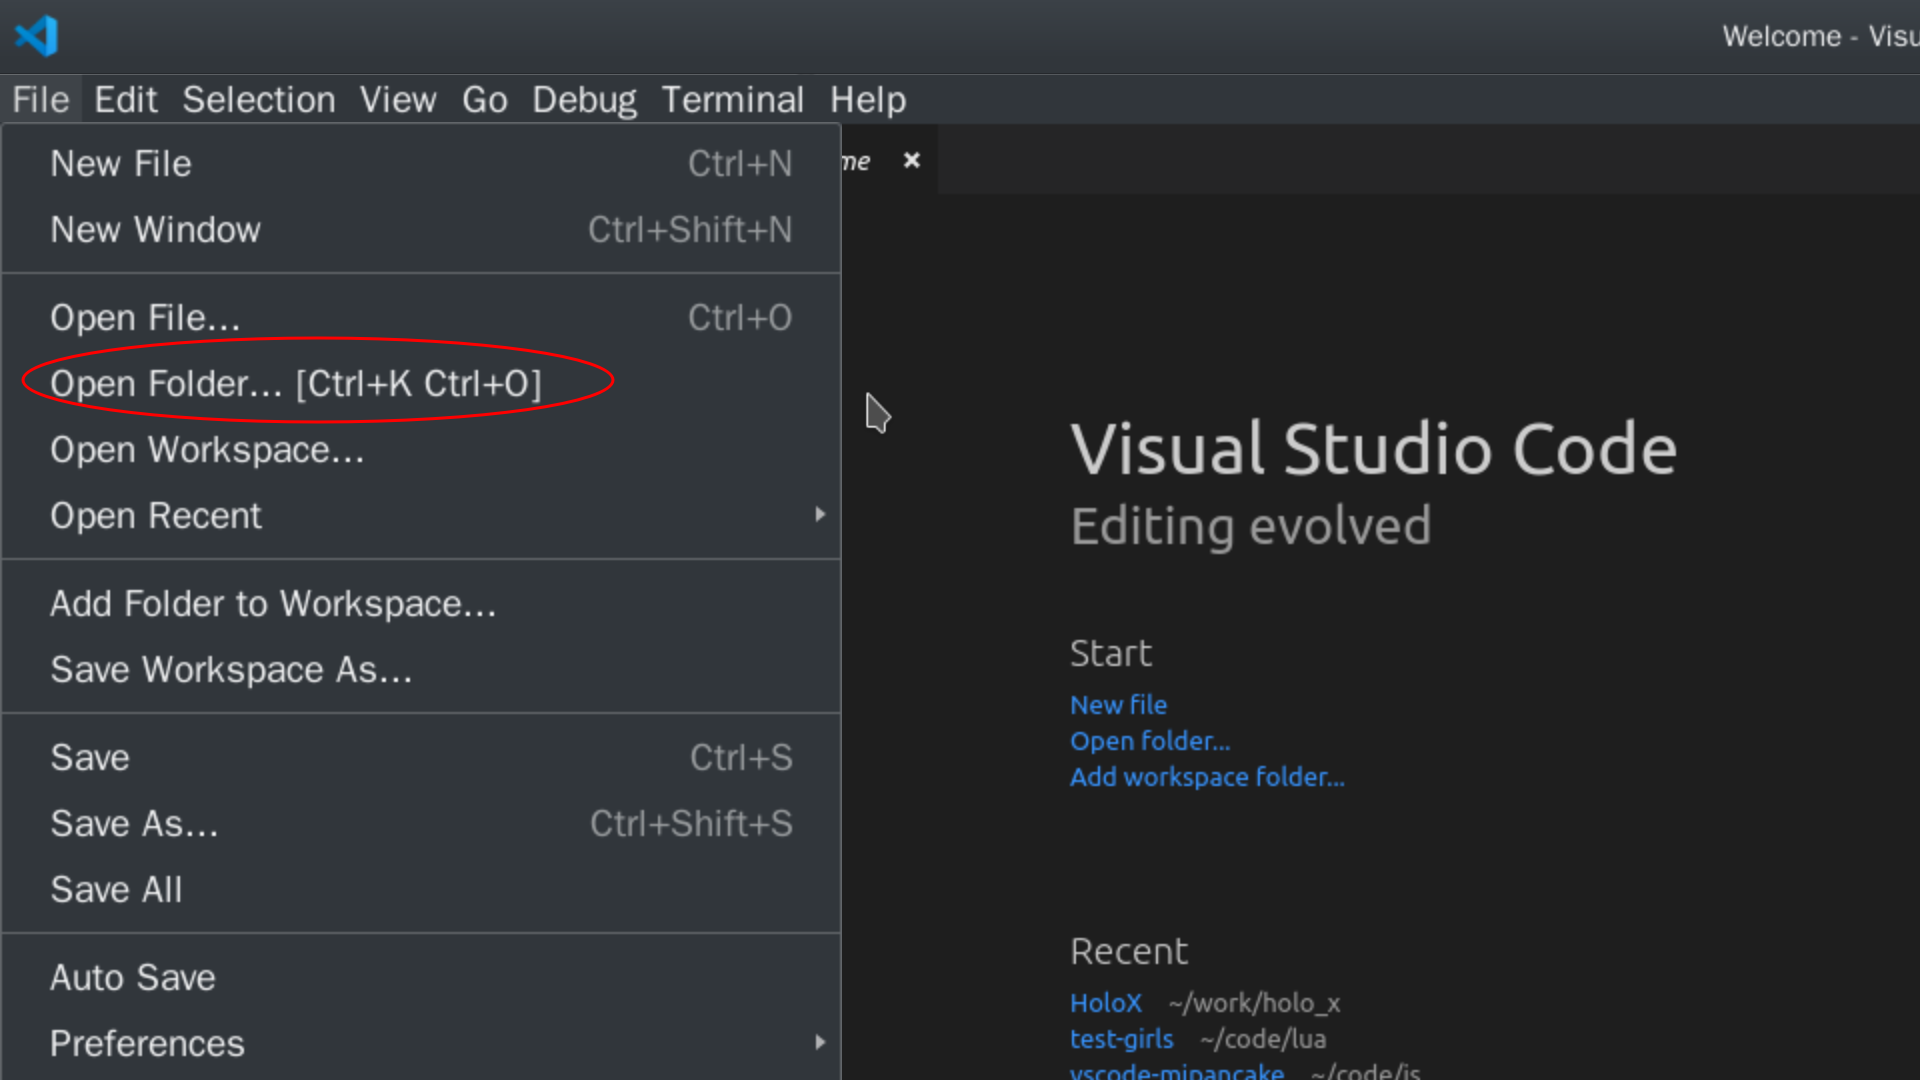 Welcome - Visu
File Edit Selection View Go Debug Terminal Help
New File Ctrl+N
New Window Ctrl+Shift+N
Open File... Ctrl+O
Open Folder... [Ctrl+K Ctrl+O]
Open Workspace...
Open Recent
Add Folder to Workspace...
Save Workspace As...
Save Ctrl+S
Save As... Ctrl+Shift+S
Save All
Auto Save
Preferences
me
Visual Studio Code
Editing evolved
Start
New file
Open folder...
Add workspace folder...
Recent
HoloX ~/work/holo_x
test-girls ~/code/lua
vscode-mipancake ~/code/js